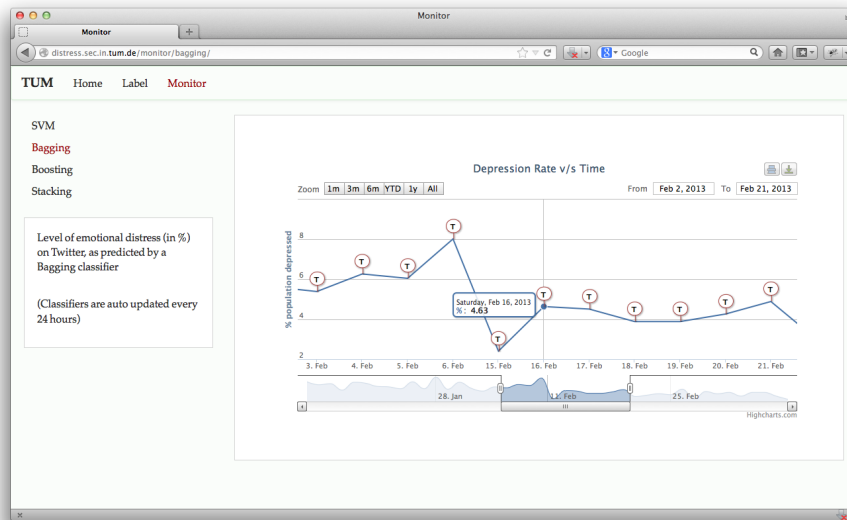 Monitor
Monitor
+
distress.sec.in.tum.de/monitor/bagging/
Google
TUM Home Label Monitor
SVM
Bagging
Boosting
Stacking
Level of emotional distress (in %)
on Twitter, as predicted by a
Bagging classifier
(Classifiers are auto updated every
24 hours)
Depression Rate v/s Time
Zoom 1m 3m 6m YTD 1y All
From Feb 2, 2013 To Feb 21, 2013
% population depressed
8
6
4
2
T T T T T T T T T T T
Saturday, Feb 16, 2013
%: 4.63
3. Feb 4. Feb 5. Feb 6. Feb 15. Feb 16. Feb 17. Feb 18. Feb 19. Feb 20. Feb 21. Feb
28. Jan 11. Feb 25. Feb
Highcharts.com